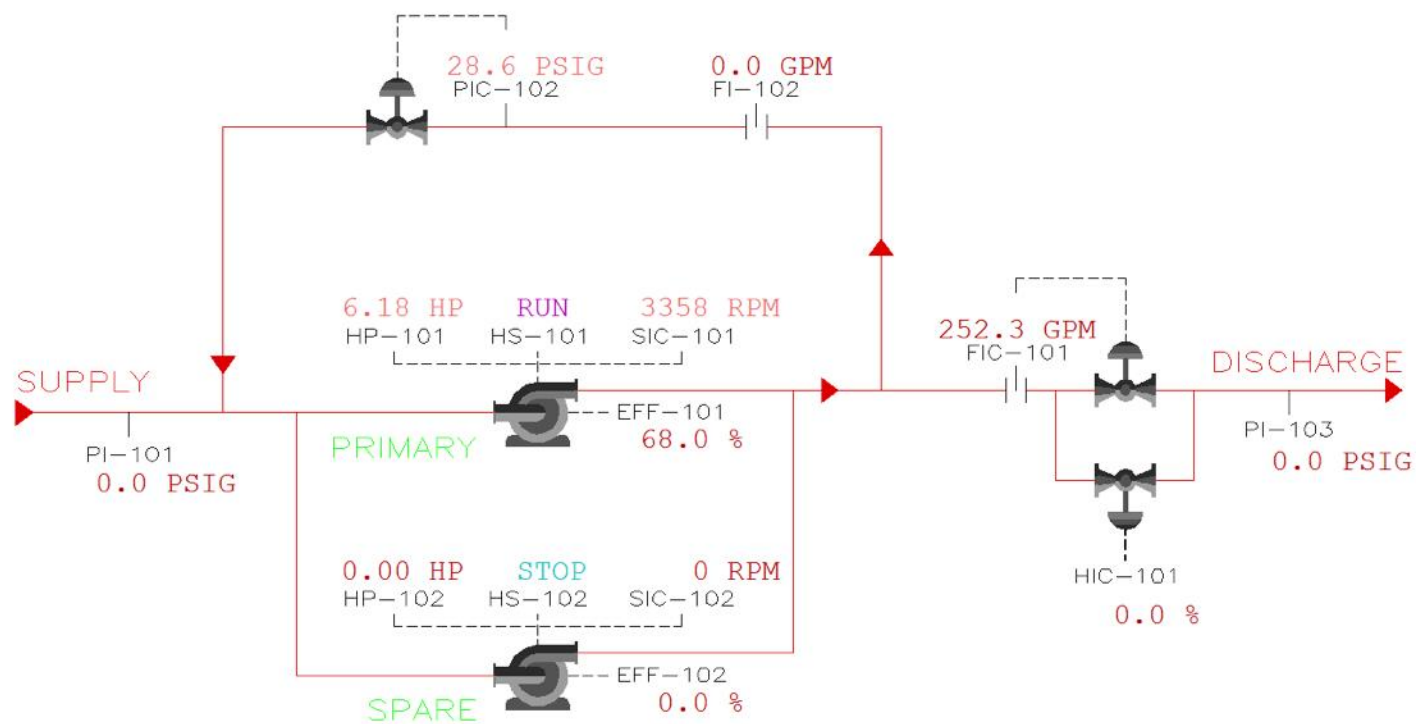 28.6 PSIG
PIC-102
0.0 GPM
FI-102
6.18 HP
HP-101
RUN
HS-101
3358 RPM
SIC-101
252.3 GPM
FIC-101
SUPPLY
DISCHARGE
PI-101
0.0 PSIG
PRIMARY
EFF-101
68.0 %
PI-103
0.0 PSIG
0.00 HP
HP-102
STOP
HS-102
0 RPM
SIC-102
HIC-101
0.0 %
SPARE
EFF-102
0.0 %